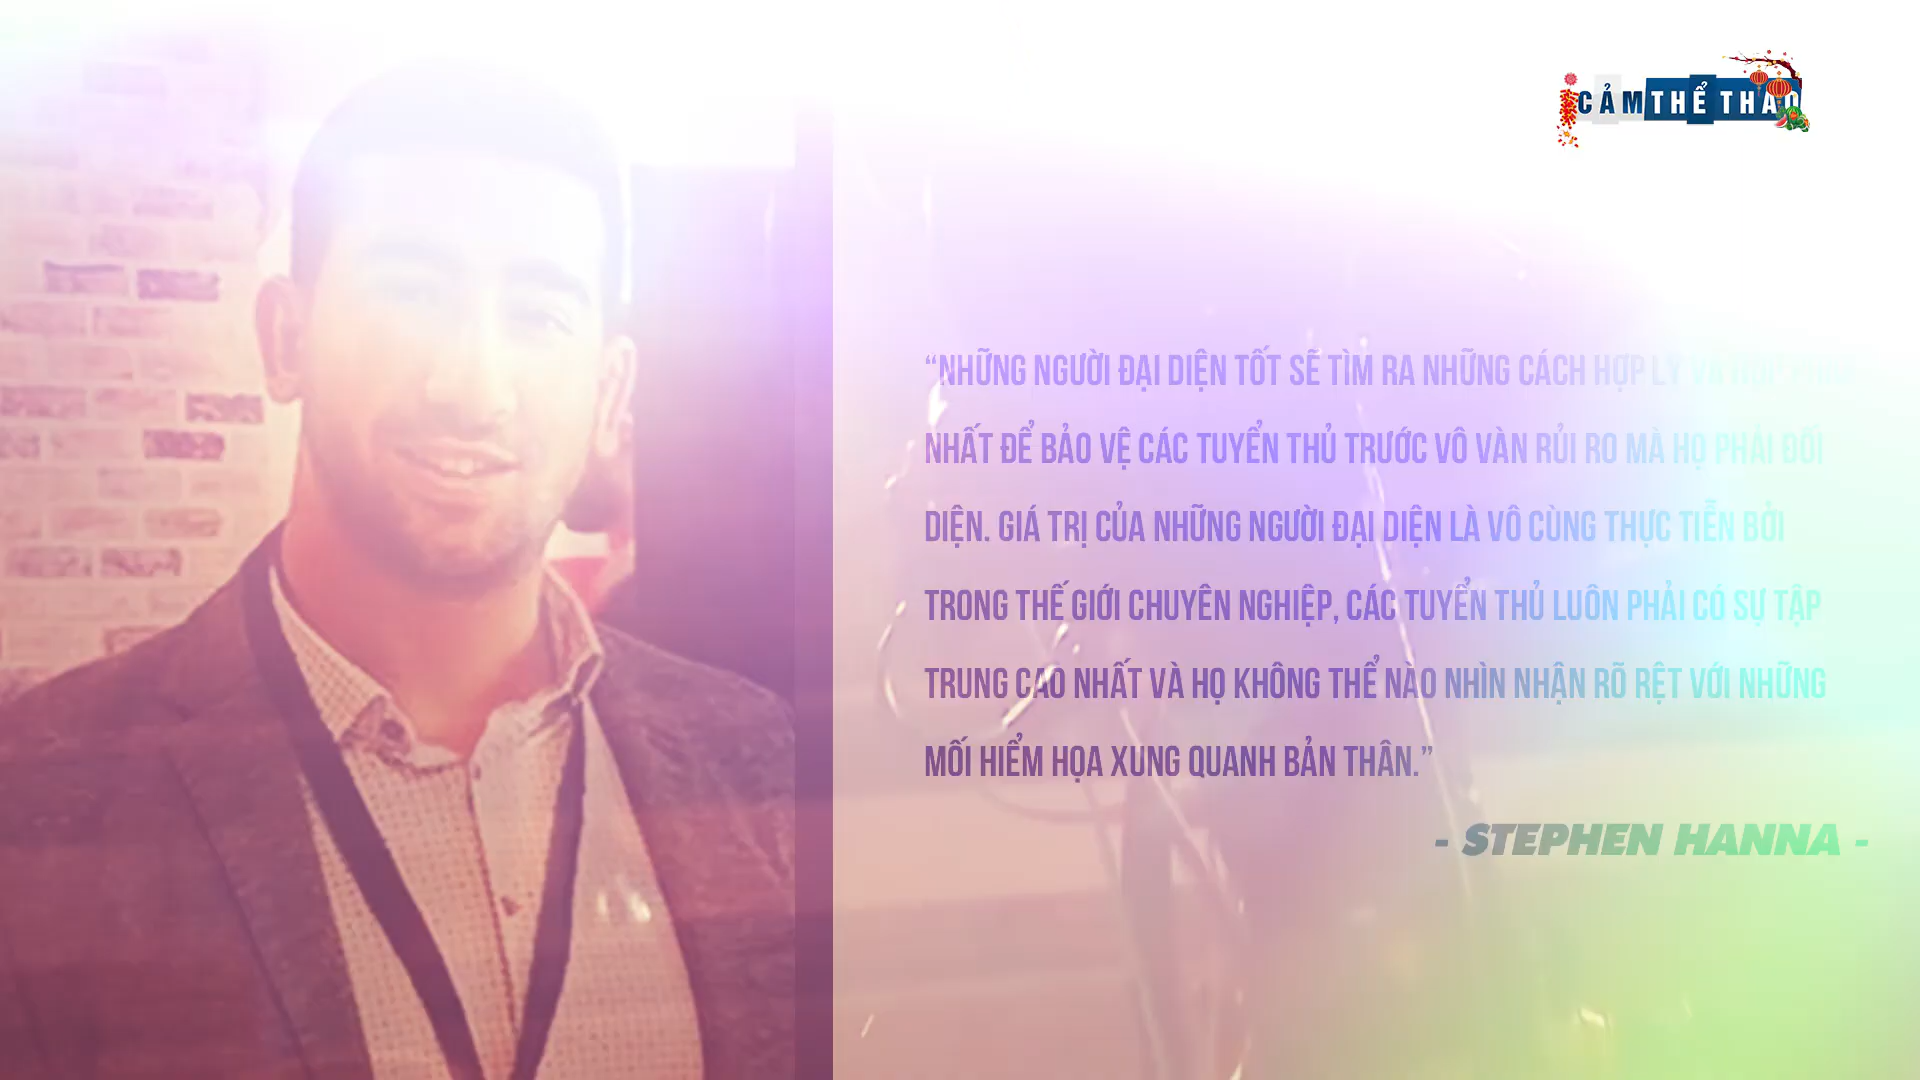 CẢM THỂ THAO
“NHỮNG NGƯỜI ĐẠI DIỆN TỐT SẼ TÌM RA NHỮNG CÁCH HỢP LÝ VÀ
NHẤT ĐỂ BẢO VỆ CÁC TUYỂN THỦ TRƯỚC VÔ VÀN RỦI RO MÀ HỌ PHẢI ĐỐI
DIỆN. GIÁ TRỊ CỦA NHỮNG NGƯỜI ĐẠI DIỆN LÀ VÔ CÙNG THỰC TIỄN BỞI
TRONG THẾ GIỚI CHUYÊN NGHIỆP, CÁC TUYỂN THỦ LUÔN PHẢI CÓ SỰ TẬP
TRUNG CAO NHẤT VÀ HỌ KHÔNG THỂ NÀO NHÌN NHẬN RÕ RỆT VỚI NHỮNG
MỐI HIỂM HỌA XUNG QUANH BẢN THÂN.”
- STEPHEN HANNA -